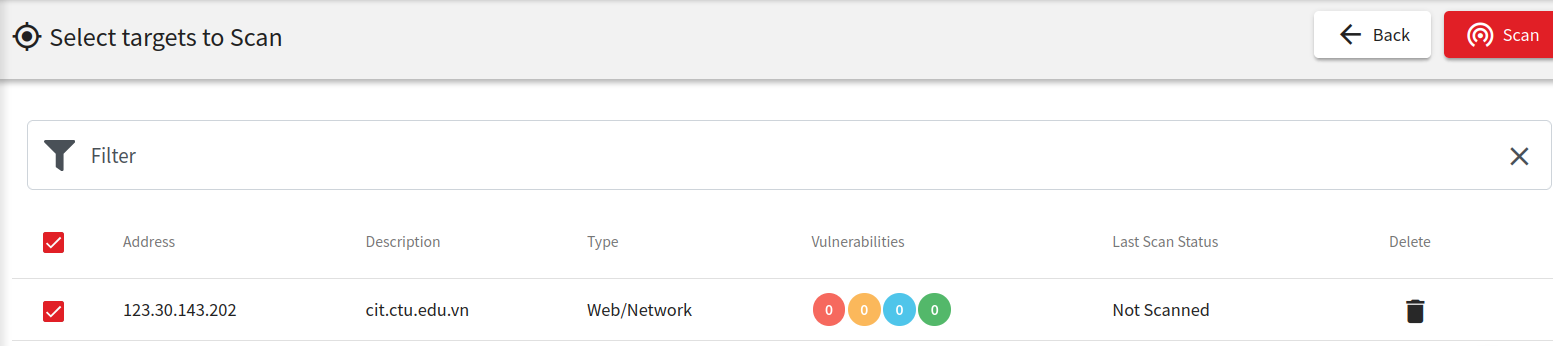 Select targets to Scan
Back
Scan
Filter
Address Description Type Vulnerabilities Last Scan Status Delete
123.30.143.202 cit.ctu.edu.vn Web/Network 0 0 0 0 Not Scanned